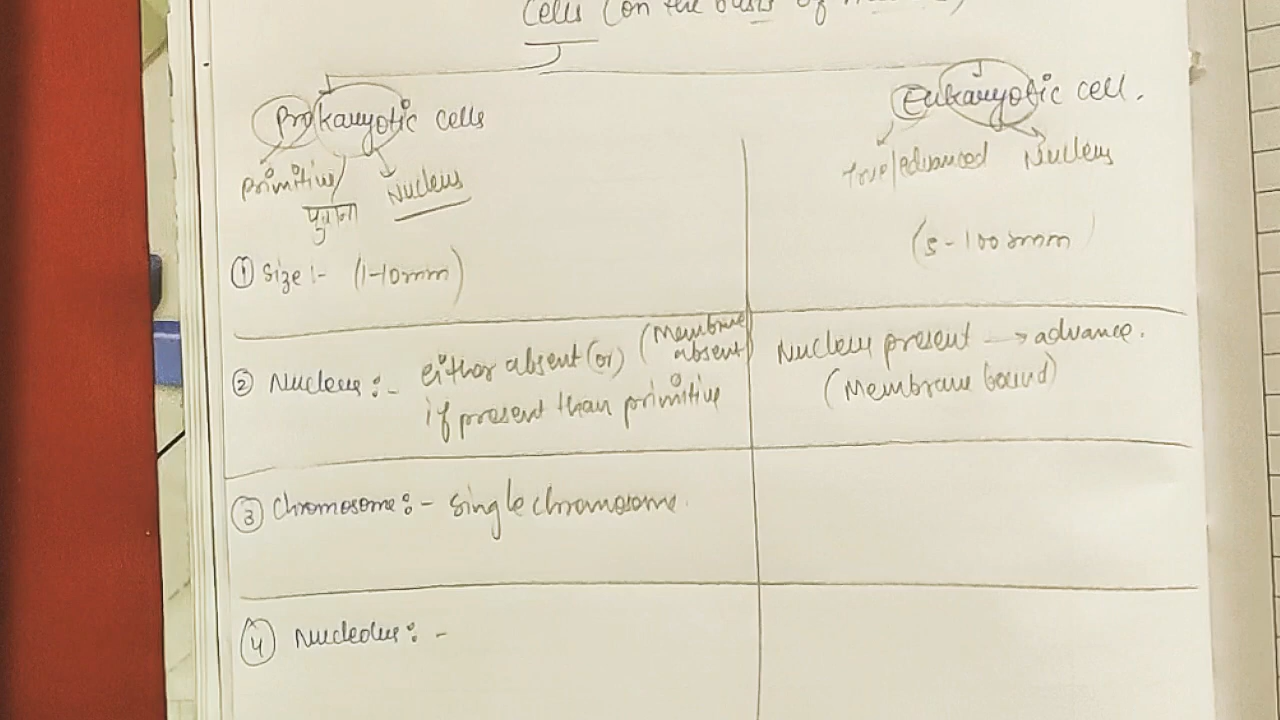 Cells (on the basis of
Prokaryotic cells
Eukaryotic cell.
Primitive/
पुराना
Nucleus
True/advanced Nucleus
① Size :- (1-10mm)
(5-100mm)
② Nucleus :- either absent (or) (Membrane absent)
if present than primitive
Nucleus present → advance.
(Membrane bound)
③ Chromosome :- single chromosome.
④ Nucleolus :-